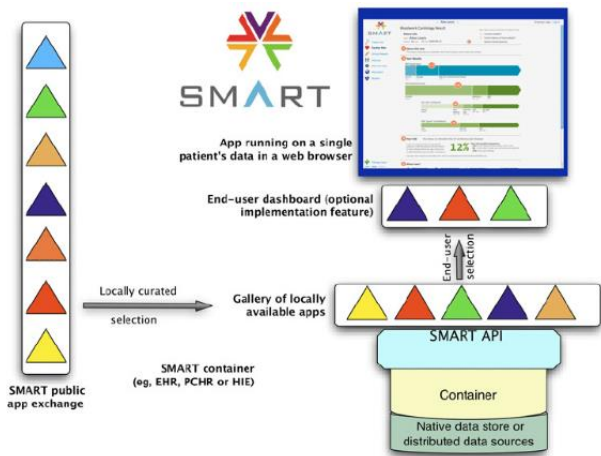 SMART
App running on a single
patient's data in a web browser
12%
End-user dashboard (optional
implementation feature)
End-user
selection
Locally curated
selection
Gallery of locally
available apps
SMART API
SMART container
(eg, EHR, PCHR or HIE)
Container
Native data store or
distributed data sources
SMART public
app exchange